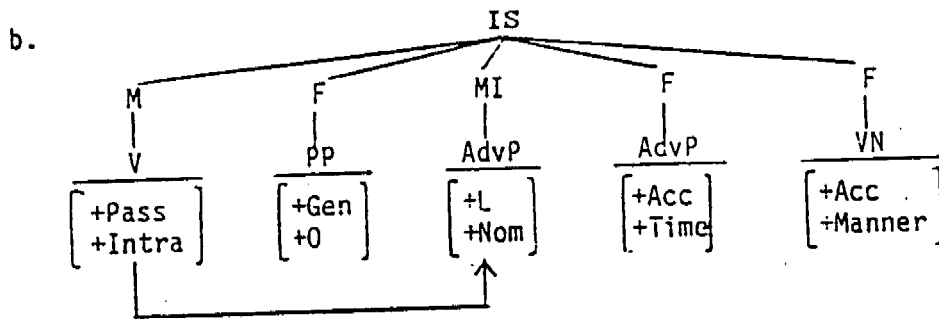 IS
b.
M F MI F F
V PP AdvP AdvP VN
+Pass +Gen +L +Acc +Acc
+Intra +O +Nom +Time +Manner